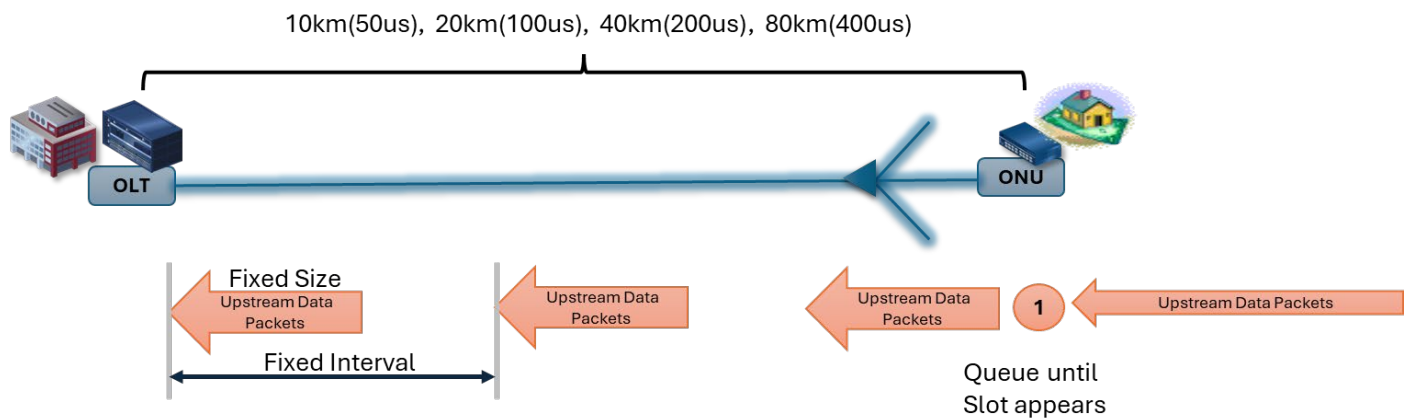 10km(50us), 20km(100us), 40km(200us), 80km(400us)
OLT
ONU
Fixed Size
Upstream Data
Packets
Upstream Data
Packets
Upstream Data
Packets
1
Upstream Data Packets
Fixed Interval
Queue until
Slot appears